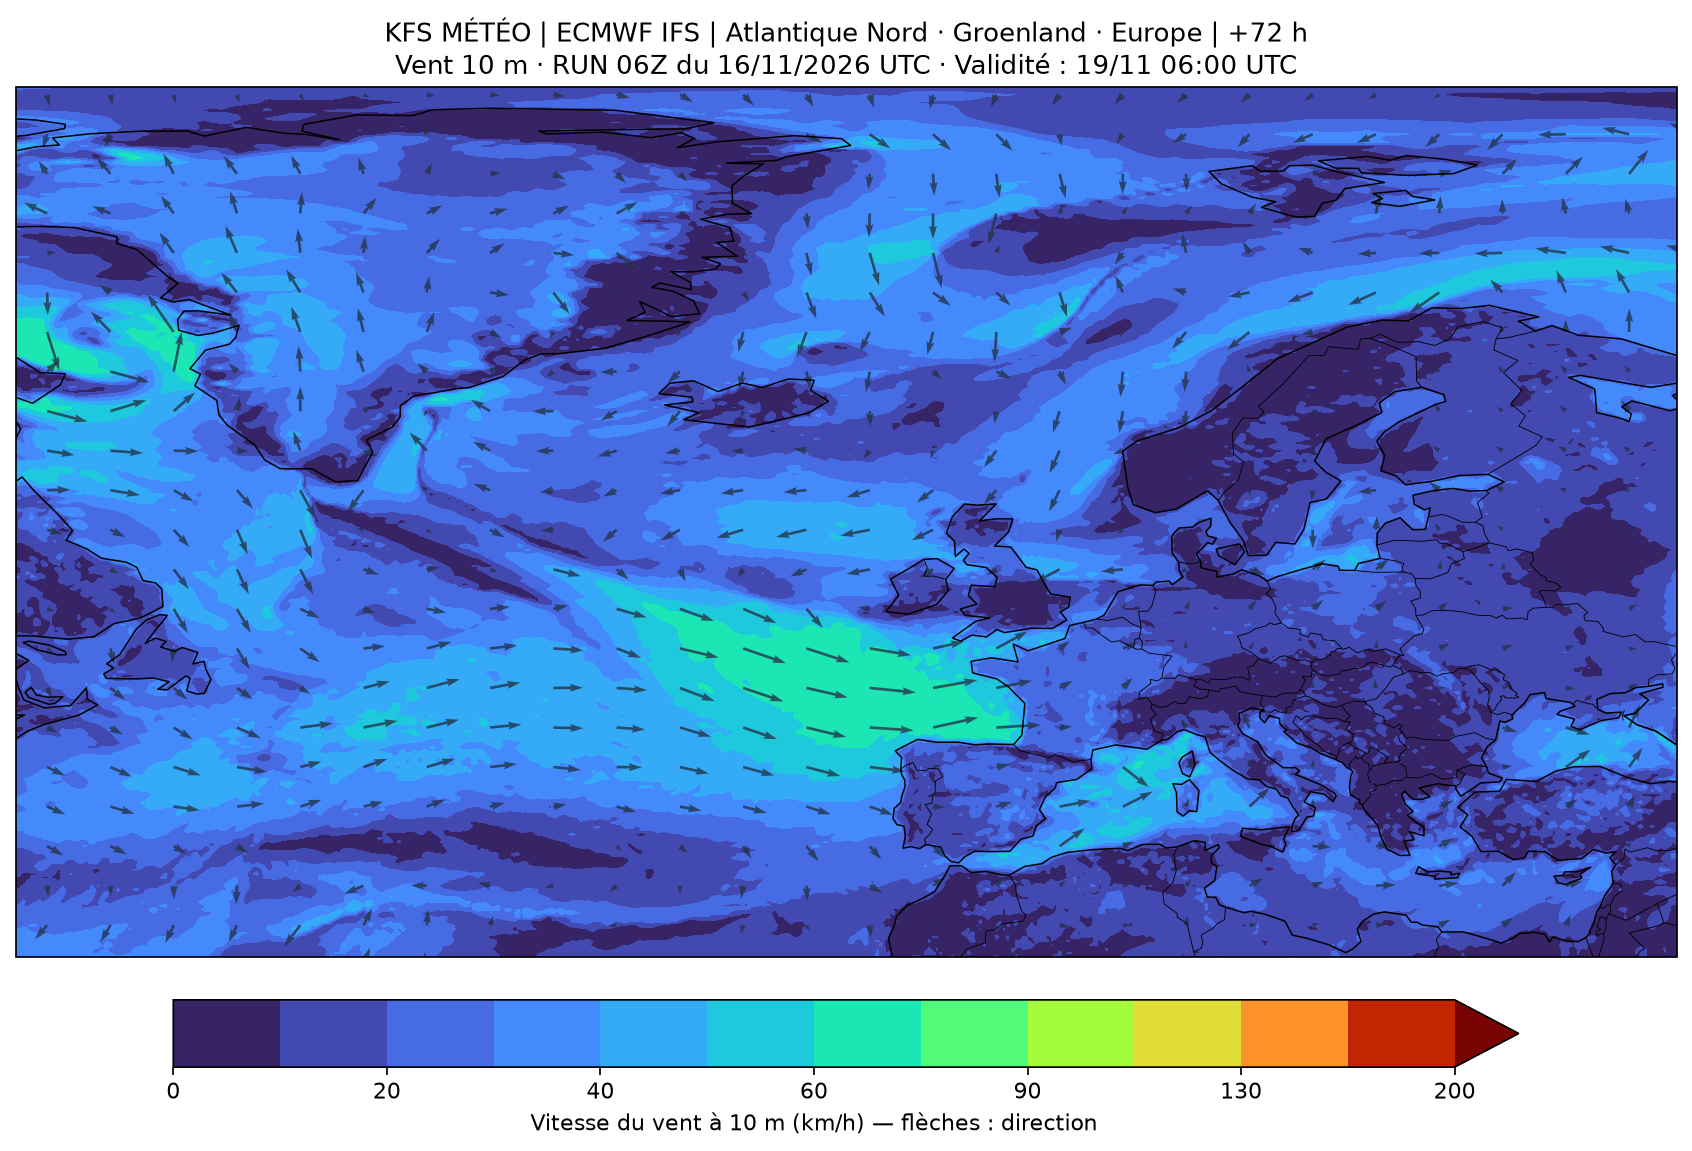 KFS MÉTÉO | ECMWF IFS | Atlantique Nord · Groenland · Europe | +72 h
Vent 10 m · RUN 06Z du 16/11/2026 UTC · Validité : 19/11 06:00 UTC
0 20 40 60 90 130 200
Vitesse du vent à 10 m (km/h) — flèches : direction